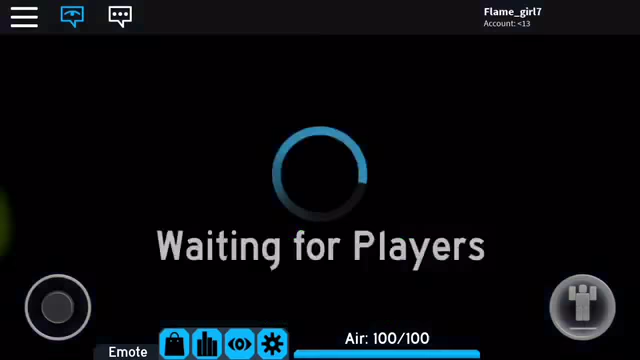 Flame_girl7
Account: <13
Waiting for Players
Air: 100/100
Emote